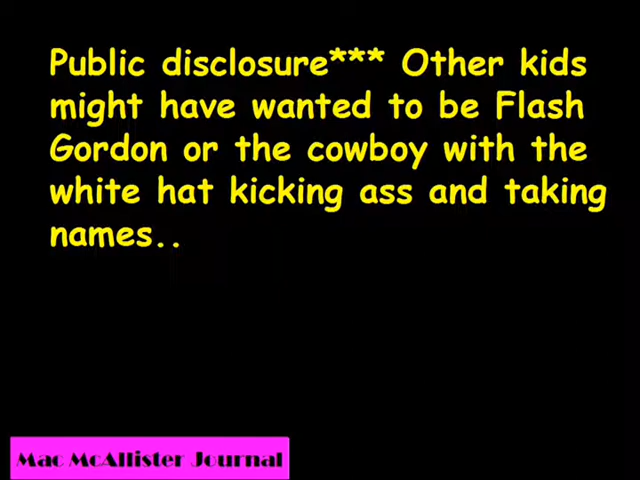 Public disclosure*** Other kids
might have wanted to be Flash
Gordon or the cowboy with the
white hat kicking ass and taking
names..
Mac McAllister Journal